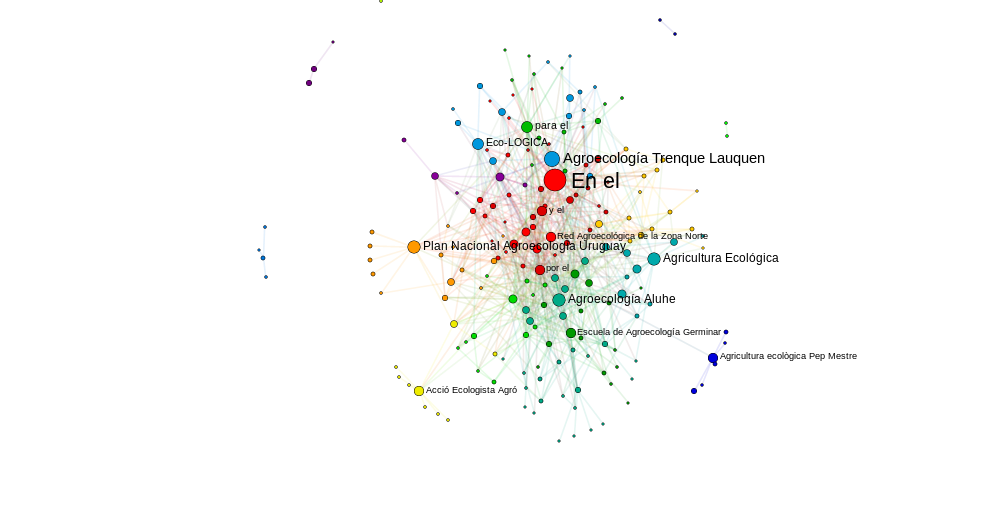 para el
Eco-LOGICA
Agroecología Trenque Lauquen
En el
y el
Red Agroecológica de la Zona Norte
Plan Nacional Agroecología Uruguay
Agricultura Ecológica
por el
Agroecología Aluhe
Escuela de Agroecología Germinar
Agricultura ecològica Pep Mestre
Acció Ecologista Agró